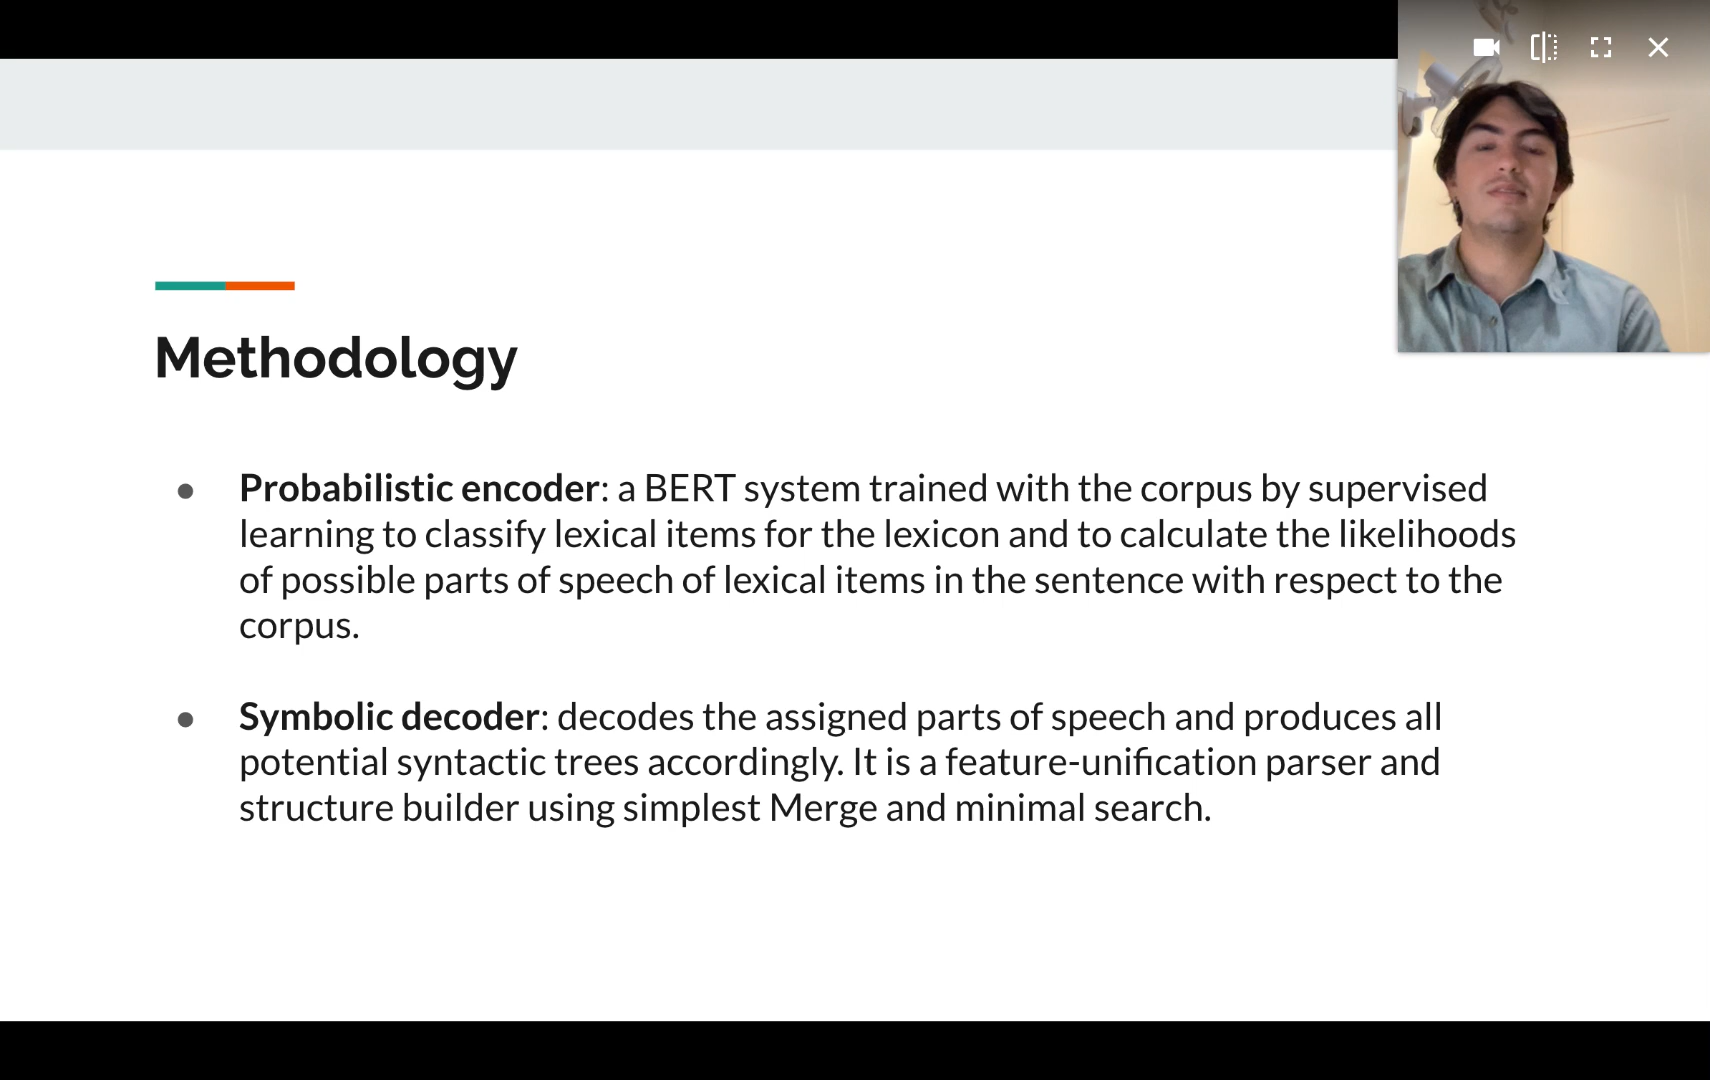 Methodology
● Probabilistic encoder: a BERT system trained with the corpus by supervised
learning to classify lexical items for the lexicon and to calculate the likelihoods
of possible parts of speech of lexical items in the sentence with respect to the
corpus.
● Symbolic decoder: decodes the assigned parts of speech and produces all
potential syntactic trees accordingly. It is a feature-unification parser and
structure builder using simplest Merge and minimal search.